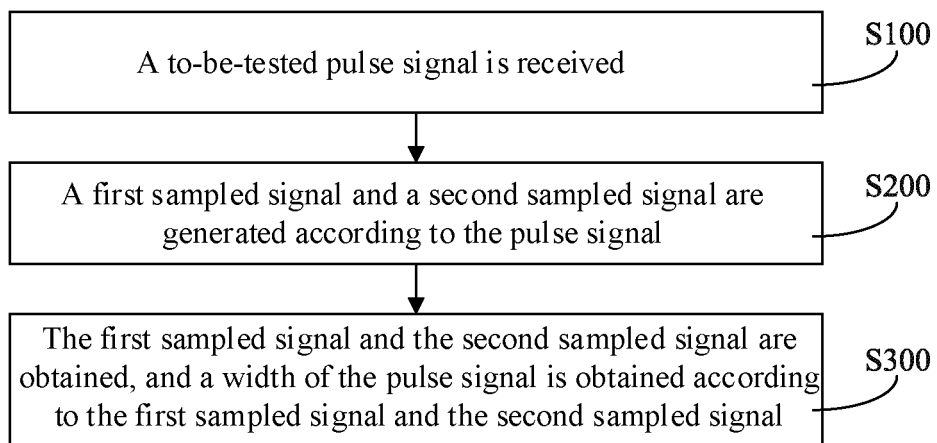 S100
A to-be-tested pulse signal is received
S200
A first sampled signal and a second sampled signal are
generated according to the pulse signal
The first sampled signal and the second sampled signal are
obtained, and a width of the pulse signal is obtained according
to the first sampled signal and the second sampled signal
S300